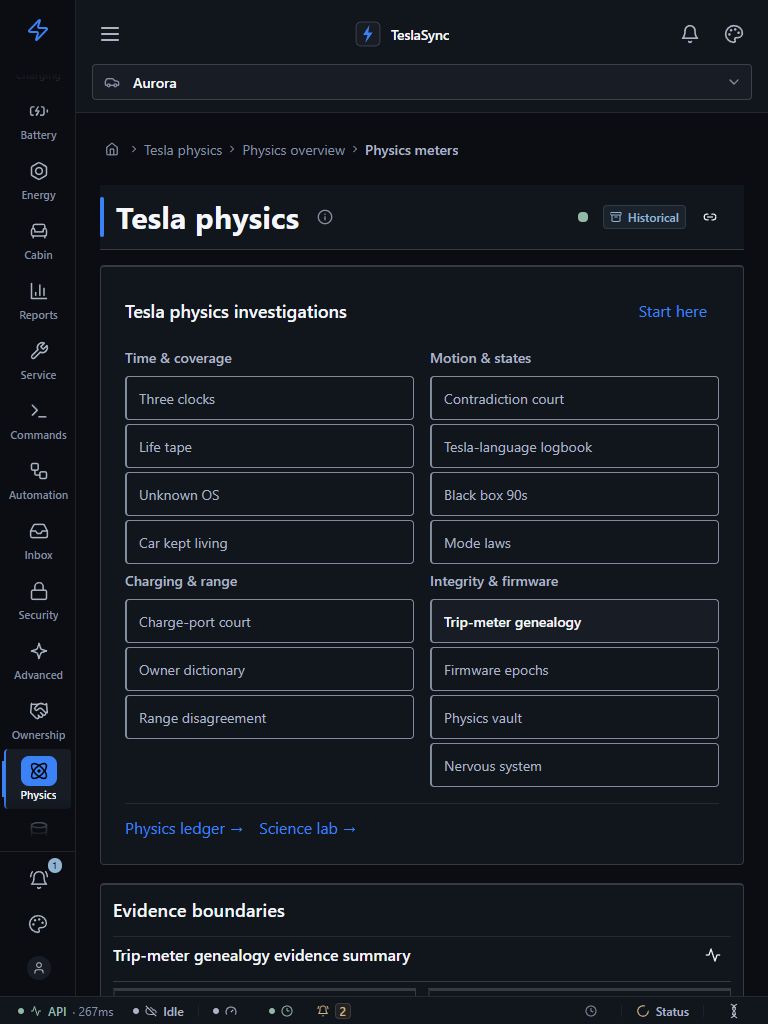 TeslaSync
Aurora
Charging
Battery
Energy
Cabin
Reports
Service
Commands
Automation
Inbox
Security
Advanced
Ownership
Physics
1
Tesla physics > Physics overview > Physics meters
Tesla physics
Historical
Tesla physics investigations
Start here
Time & coverage
Three clocks
Life tape
Unknown OS
Car kept living
Motion & states
Contradiction court
Tesla-language logbook
Black box 90s
Mode laws
Charging & range
Charge-port court
Owner dictionary
Range disagreement
Integrity & firmware
Trip-meter genealogy
Firmware epochs
Physics vault
Nervous system
Physics ledger →
Science lab →
Evidence boundaries
Trip-meter genealogy evidence summary
API · 267ms
Idle
2
Status